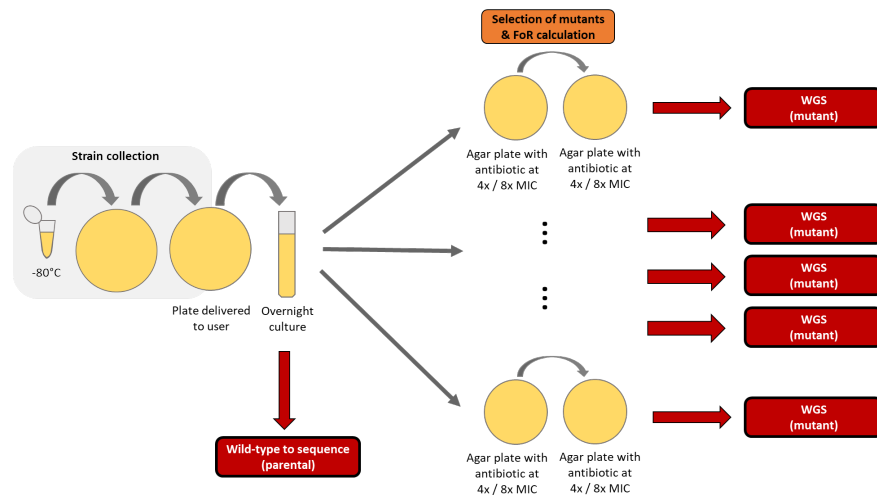 Selection of mutants
& FoR calculation
Strain collection
-80°C
Plate delivered
to user
Overnight
culture
Wild-type to sequence
(parental)
Agar plate with
antibiotic at
4x / 8x MIC
Agar plate with
antibiotic at
4x / 8x MIC
WGS
(mutant)
WGS
(mutant)
WGS
(mutant)
WGS
(mutant)
Agar plate with
antibiotic at
4x / 8x MIC
Agar plate with
antibiotic at
4x / 8x MIC
WGS
(mutant)